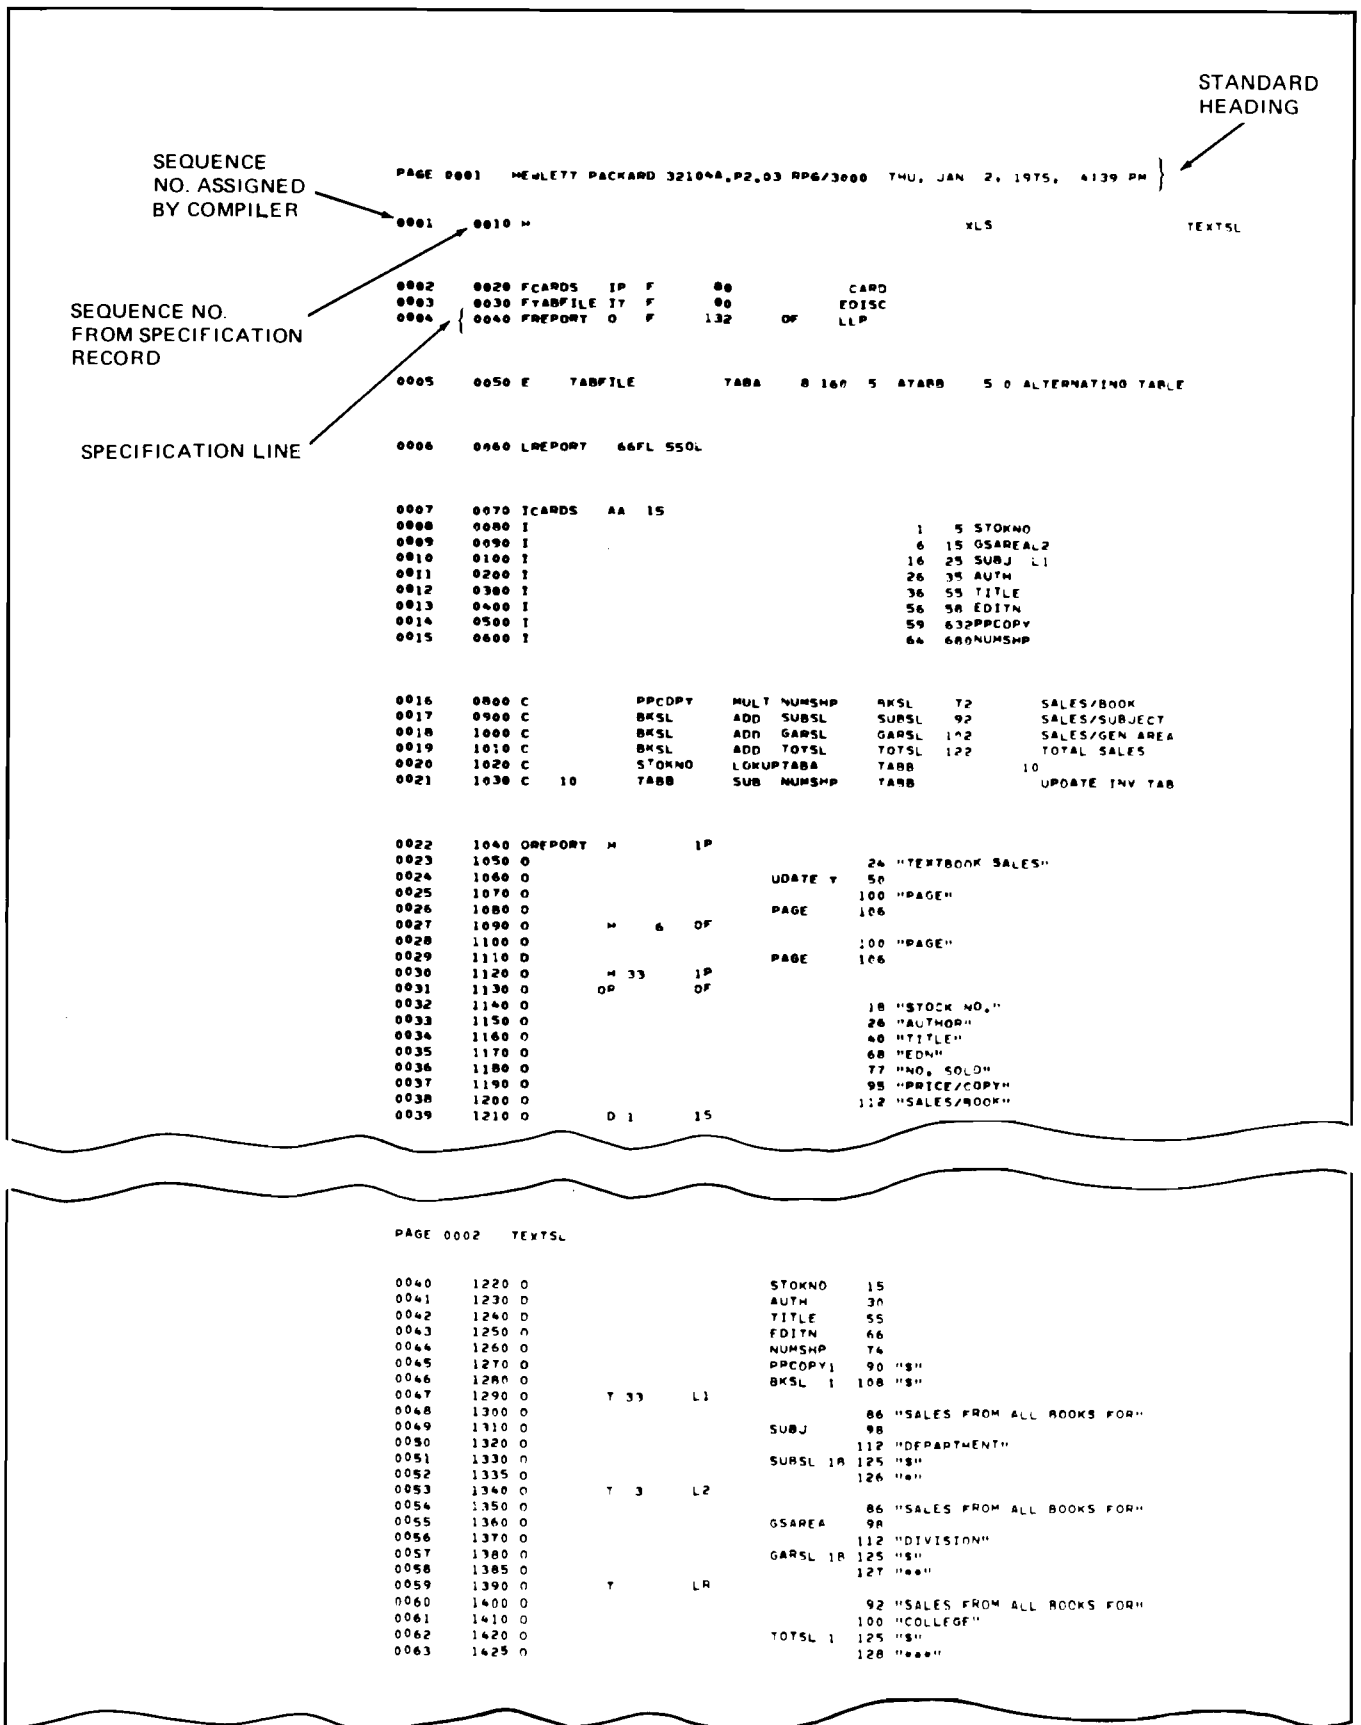 STANDARD
HEADING
SEQUENCE
NO. ASSIGNED
BY COMPILER
PAGE 0001 HEWLETT PACKARD 32104A.P2.03 RPG/3000 THU, JAN 2, 1975, 4139 PM
0001 0010 H XLS TEXTSL
SEQUENCE NO.
FROM SPECIFICATION
RECORD
0002 0020 FCARDS IP F 80 CARD
0003 0030 FTABFILE IT F 80 EDISC
0004 0040 FREPORT O F 132 OF LLP
0005 0050 E TABFILE TABA 8 160 5 ATABB 5 0 ALTERNATING TABLE
SPECIFICATION LINE
0006 0060 LREPORT 66FL 55OL
0007 0070 ICARDS AA 15
0008 0080 I 1 5 STOKNO
0009 0090 I 6 15 GSAREAL2
0010 0100 I 16 25 SUBJ L1
0011 0200 I 26 35 AUTH
0012 0300 I 36 55 TITLE
0013 0400 I 56 58 EDITN
0014 0500 I 59 632PPCOPY
0015 0600 I 64 680NUMSHP
0016 0800 C PPCOPY MULT NUMSHP BKSL 72 SALES/BOOK
0017 0900 C BKSL ADD SUBSL SUBSL 92 SALES/SUBJECT
0018 1000 C BKSL ADD GARSL GARSL 102 SALES/GEN AREA
0019 1010 C BKSL ADD TOTSL TOTSL 122 TOTAL SALES
0020 1020 C STOKNO LOKUPTABA TABB 10
0021 1030 C 10 TABB SUB NUMSHP TABB UPDATE INV TAB
0022 1040 OREPORT H 1P
0023 1050 O 24 "TEXTBOOK SALES"
0024 1060 O UDATE Y 50
0025 1070 O 100 "PAGE"
0026 1080 O PAGE 106
0027 1090 O H 6 OF
0028 1100 O 100 "PAGE"
0029 1110 O PAGE 106
0030 1120 O H 33 1P
0031 1130 O OR OF
0032 1140 O 18 "STOCK NO."
0033 1150 O 26 "AUTHOR"
0034 1160 O 40 "TITLE"
0035 1170 O 68 "EDN"
0036 1180 O 77 "NO. SOLD"
0037 1190 O 95 "PRICE/COPY"
0038 1200 O 112 "SALES/BOOK"
0039 1210 O D 1 15
PAGE 0002 TEXTSL
0040 1220 O STOKNO 15
0041 1230 O AUTH 30
0042 1240 O TITLE 55
0043 1250 O EDITN 66
0044 1260 O NUMSHP 74
0045 1270 O PPCOPY1 90 "$"
0046 1280 O BKSL 1 108 "$"
0047 1290 O T 33 L1
0048 1300 O 86 "SALES FROM ALL BOOKS FOR"
0049 1310 O SUBJ 98
0050 1320 O 112 "DEPARTMENT"
0051 1330 O SUBSL 1B 125 "$"
0052 1335 O 126 "*"
0053 1340 O T 3 L2
0054 1350 O 86 "SALES FROM ALL BOOKS FOR"
0055 1360 O GSAREA 98
0056 1370 O 112 "DIVISION"
0057 1380 O GARSL 1B 125 "$"
0058 1385 O 127 "**"
0059 1390 O T LR
0060 1400 O 92 "SALES FROM ALL BOOKS FOR"
0061 1410 O 100 "COLLEGE"
0062 1420 O TOTSL 1 125 "$"
0063 1425 O 128 "***"